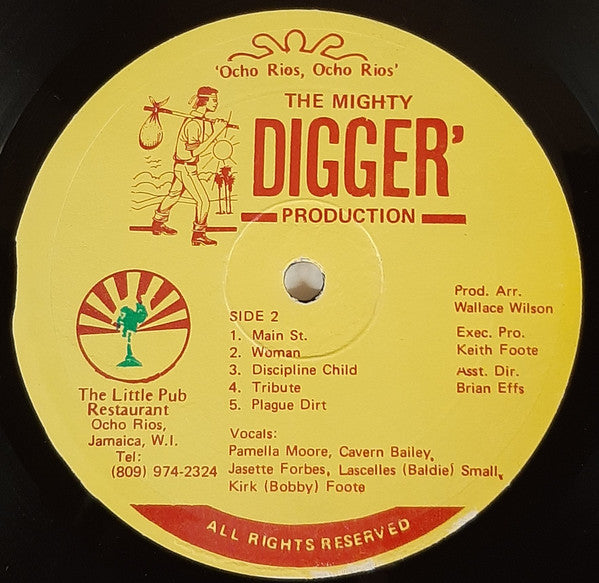 'Ocho Rios, Ocho Rios'
THE MIGHTY
DIGGER'
PRODUCTION
SIDE 2
1. Main St.
2. Woman
3. Discipline Child
4. Tribute
5. Plague Dirt
Vocals:
Pamella Moore, Cavern Bailey,
Jasette Forbes, Lascelles (Baldie) Small,
Kirk (Bobby) Foote
Prod. Arr.
Wallace Wilson
Exec. Pro.
Keith Foote
Asst. Dir.
Brian Effs
The Little Pub
Restaurant
Ocho Rios,
Jamaica, W.I.
Tel:
(809) 974-2324
ALL RIGHTS RESERVED